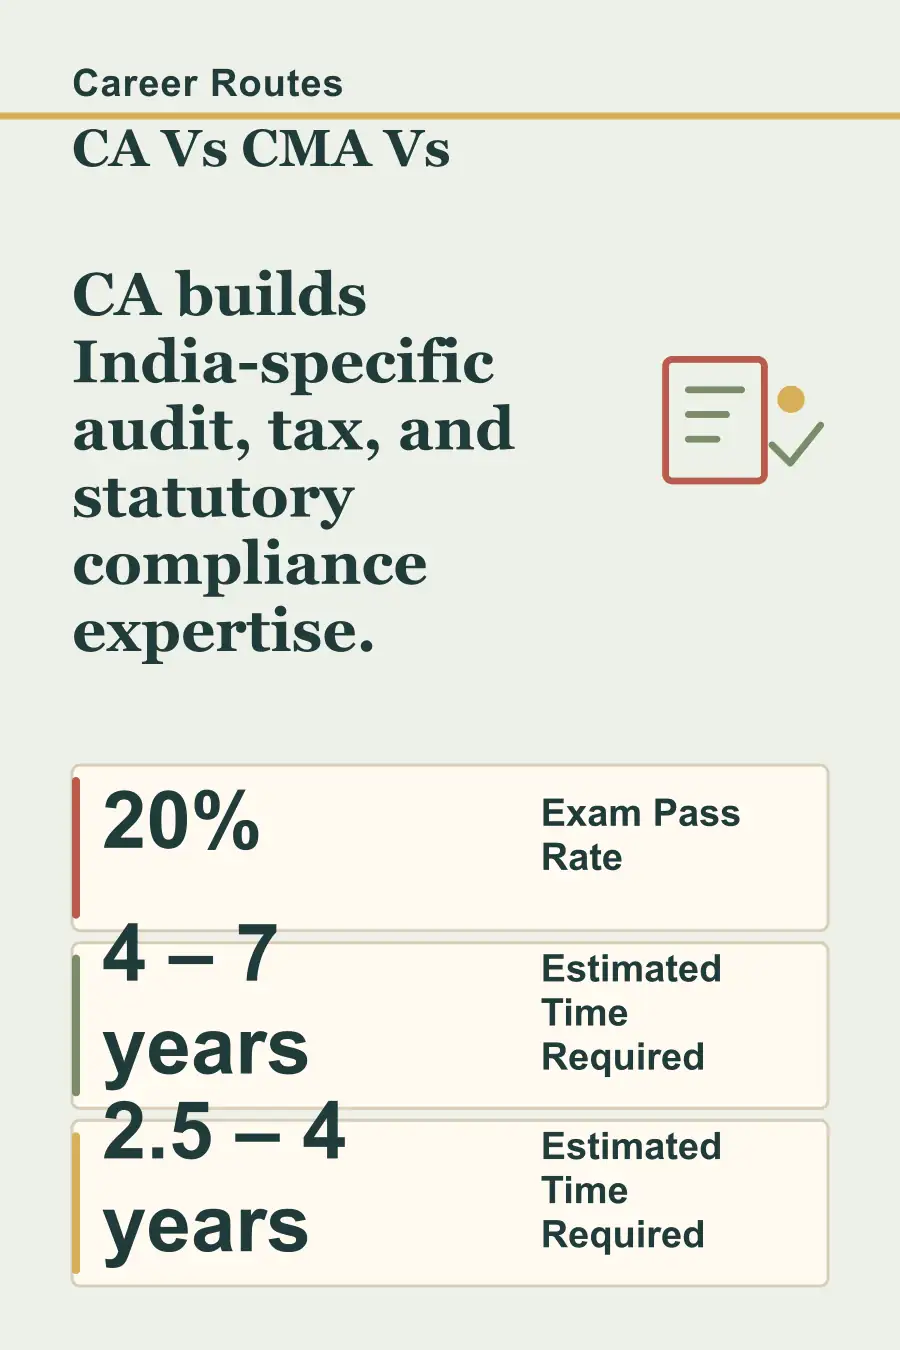 Career Routes
CA Vs CMA Vs
CA builds
India-specific
audit, tax, and
statutory
compliance
expertise.
20%
Exam Pass
Rate
4 – 7
years
Estimated
Time
Required
2.5 – 4
years
Estimated
Time
Required